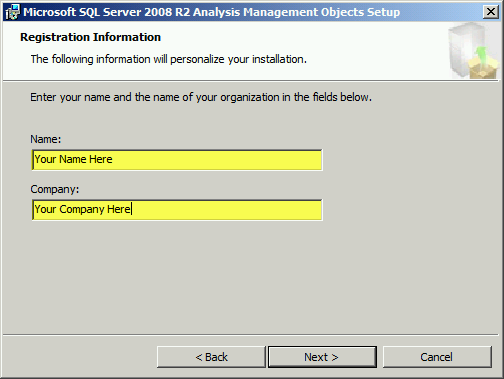 Microsoft SQL Server 2008 R2 Analysis Management Objects Setup
Registration Information
The following information will personalize your installation.
Enter your name and the name of your organization in the fields below.
Name:
Your Name Here
Company:
Your Company Here
< Back Next > Cancel